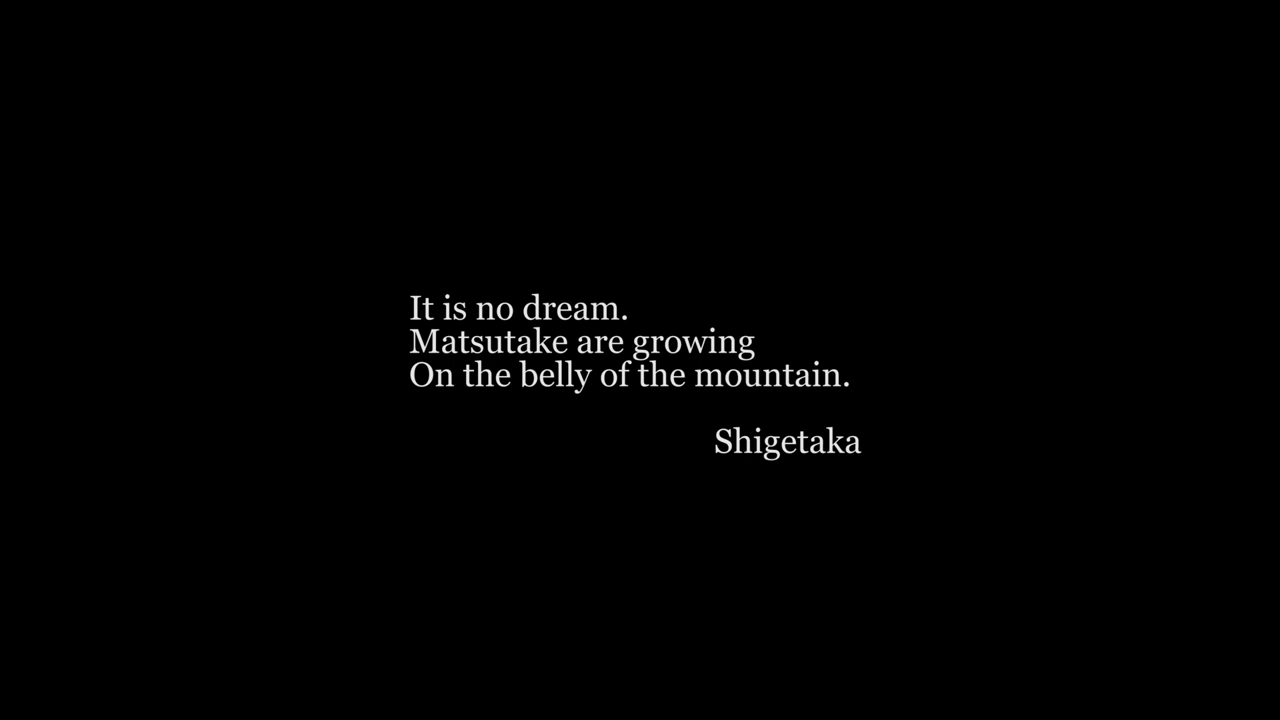 It is no dream.
Matsutake are growing
On the belly of the mountain.
Shigetaka